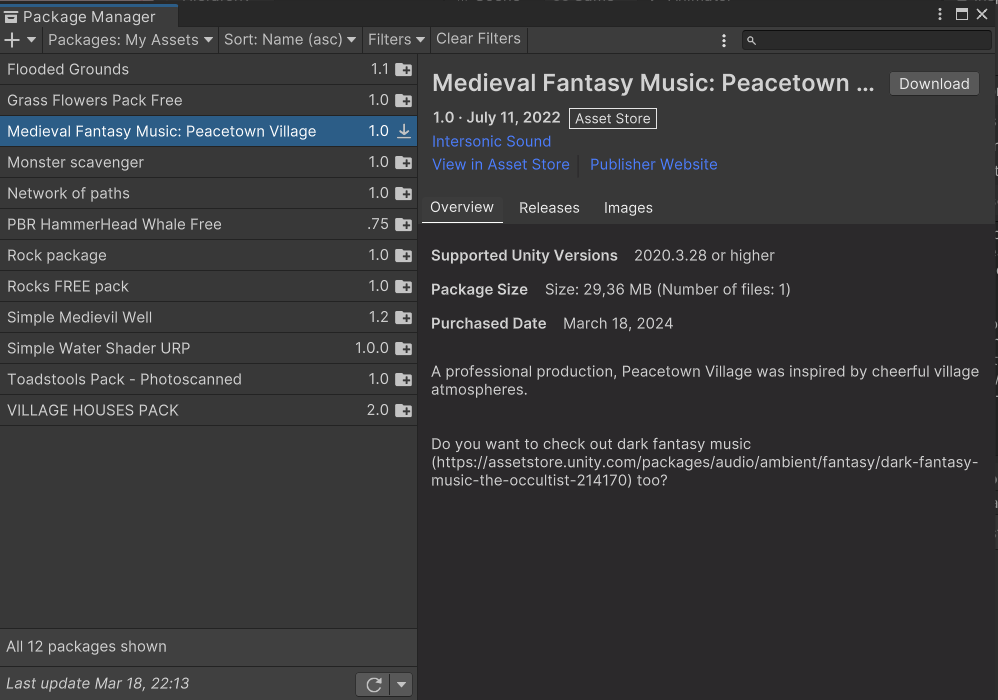 Package Manager
Packages: My Assets Sort: Name (asc) Filters Clear Filters
Flooded Grounds 1.1
Grass Flowers Pack Free 1.0
Medieval Fantasy Music: Peacetown Village 1.0
Monster scavenger 1.0
Network of paths 1.0
PBR HammerHead Whale Free .75
Rock package 1.0
Rocks FREE pack 1.0
Simple Medievil Well 1.2
Simple Water Shader URP 1.0.0
Toadstools Pack - Photoscanned 1.0
VILLAGE HOUSES PACK 2.0
All 12 packages shown
Last update Mar 18, 22:13
Medieval Fantasy Music: Peacetown ... Download
1.0 · July 11, 2022 Asset Store
Intersonic Sound
View in Asset Store Publisher Website
Overview Releases Images
Supported Unity Versions 2020.3.28 or higher
Package Size Size: 29,36 MB (Number of files: 1)
Purchased Date March 18, 2024
A professional production, Peacetown Village was inspired by cheerful village
atmospheres.
Do you want to check out dark fantasy music
(https://assetstore.unity.com/packages/audio/ambient/fantasy/dark-fantasy-
music-the-occultist-214170) too?